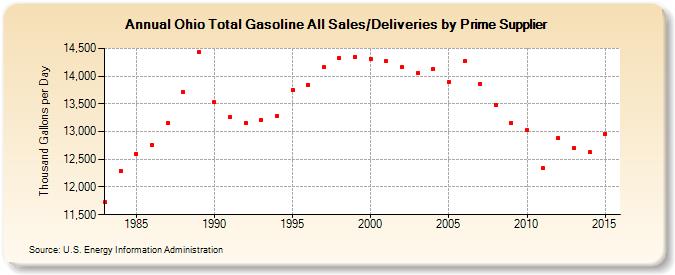 Annual Ohio Total Gasoline All Sales/Deliveries by Prime Supplier
Thousand Gallons per Day
14,500
14,000
13,500
13,000
12,500
12,000
11,500
1985 1990 1995 2000 2005 2010 2015
Source: U.S. Energy Information Administration